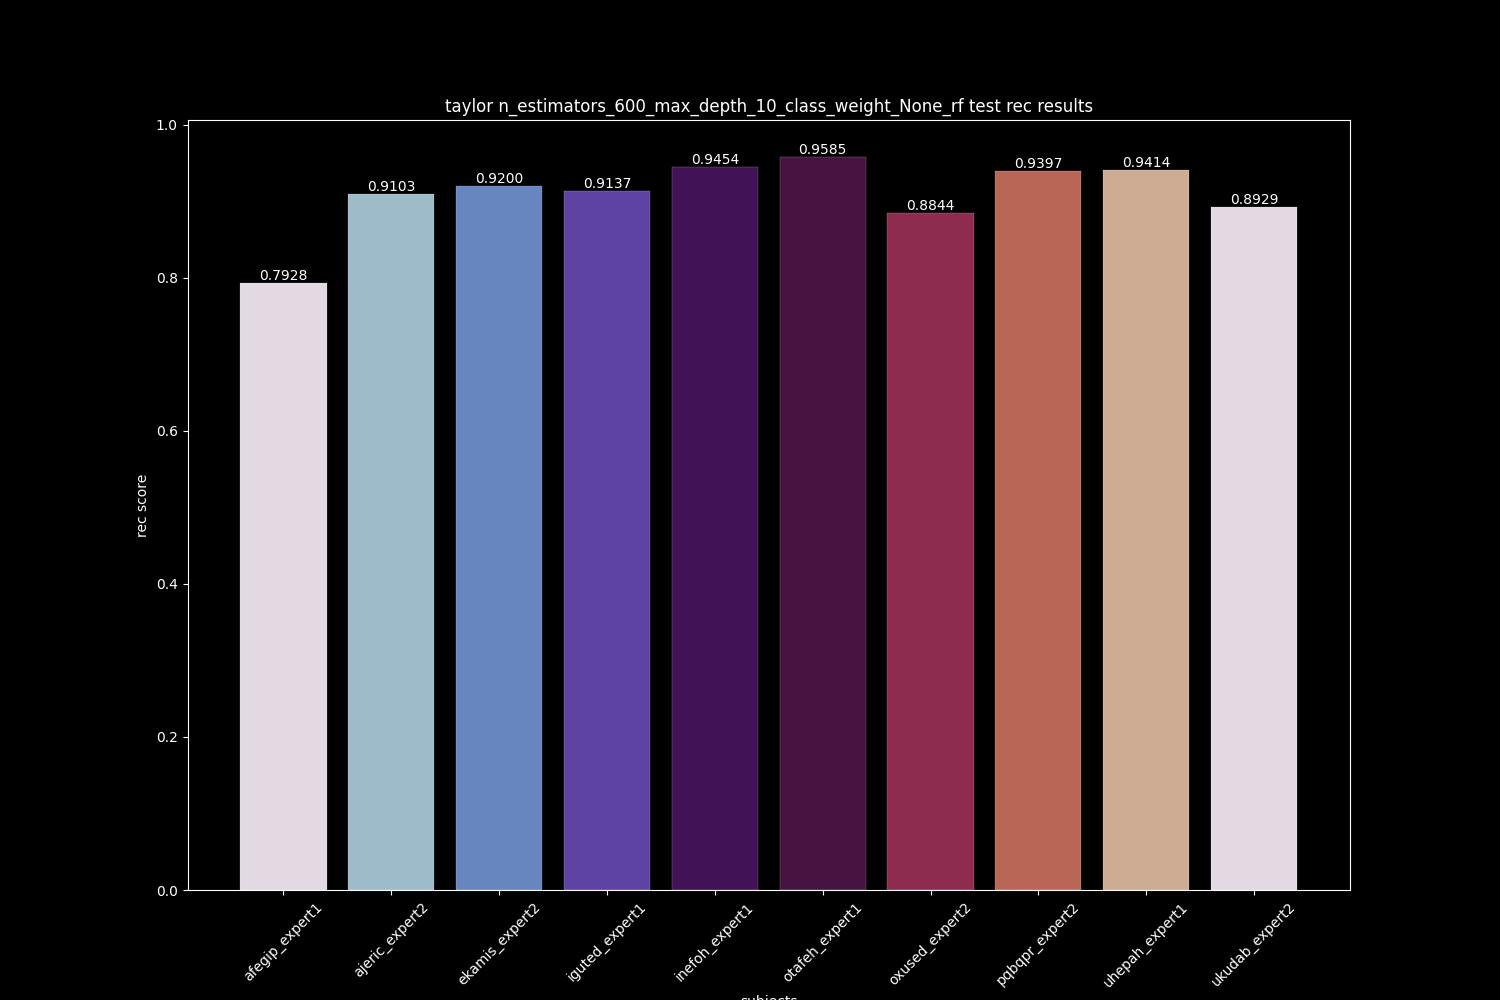 taylor n_estimators_600_max_depth_10_class_weight_None_rf test rec results
1.0
0.8
0.6
0.4
0.2
0.0
rec score
0.7928
0.9103
0.9200
0.9137
0.9454
0.9585
0.8844
0.9397
0.9414
0.8929
afegip_expert1
ajeric_expert2
ekamis_expert2
iguted_expert1
inefoh_expert1
otafeh_expert1
oxused_expert2
pqbqpr_expert2
uhepah_expert1
ukudab_expert2
subjects